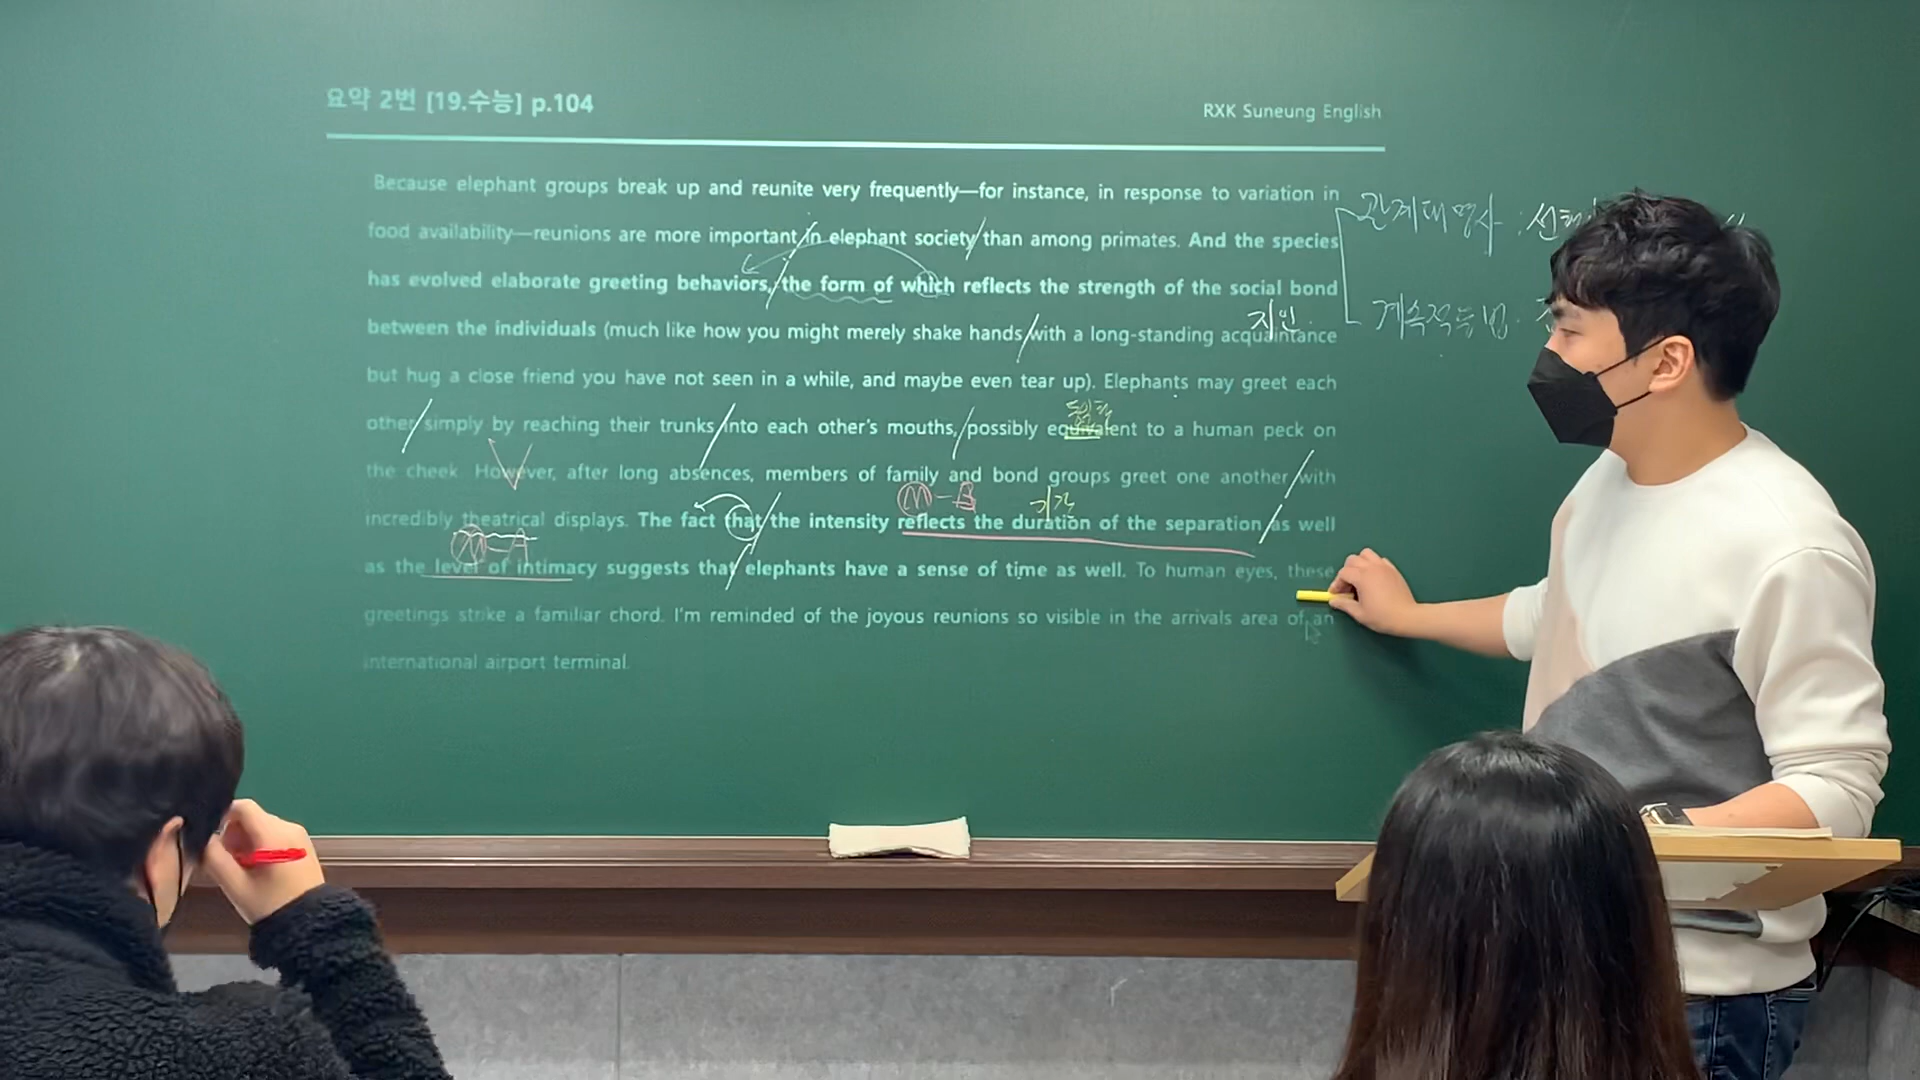 요약 2번 [19.수능] p.104
RXK Suneung English
Because elephant groups break up and reunite very frequently—for instance, in response to variation in
food availability—reunions are more important in elephant society than among primates. And the species
has evolved elaborate greeting behaviors, the form of which reflects the strength of the social bond
between the individuals (much like how you might merely shake hands with a long-standing acquaintance
but hug a close friend you have not seen in a while, and maybe even tear up). Elephants may greet each
other simply by reaching their trunks into each other's mouths, possibly equivalent to a human peck on
the cheek. However, after long absences, members of family and bond groups greet one another with
incredibly theatrical displays. The fact that the intensity reflects the duration of the separation as well
as the level of intimacy suggests that elephants have a sense of time as well. To human eyes, these
greetings strike a familiar chord. I'm reminded of the joyous reunions so visible in the arrivals area of an
international airport terminal.
관계대명사 :
계속적용법
지인
M-B
기간
M-A